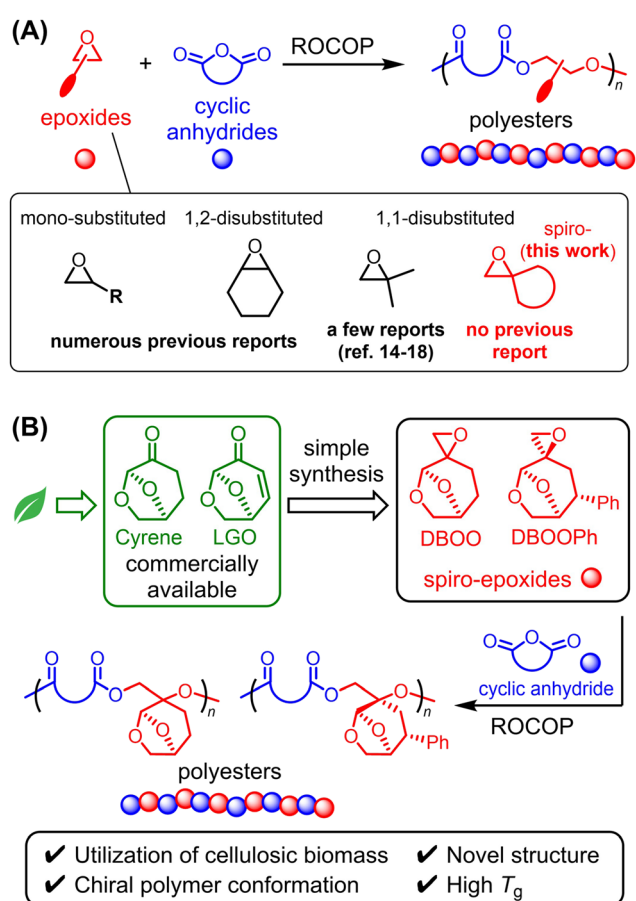 (A)
O
+
O O O
ROCOP
O O O O n
epoxides
cyclic
anhydrides
polyesters
mono-substituted 1,2-disubstituted 1,1-disubstituted
spiro-
(this work)
O R
O
O
O
numerous previous reports
a few reports
(ref. 14-18)
no previous
report
(B)
O O O
O O O
Cyrene LGO
commercially
available
simple
synthesis
O O O
O O O Ph
DBOO DBOOPh
spiro-epoxides
O O O
cyclic anhydride
ROCOP
O O O O n
O O
O O O O n
O O Ph
polyesters
✔ Utilization of cellulosic biomass ✔ Novel structure
✔ Chiral polymer conformation ✔ High Tg